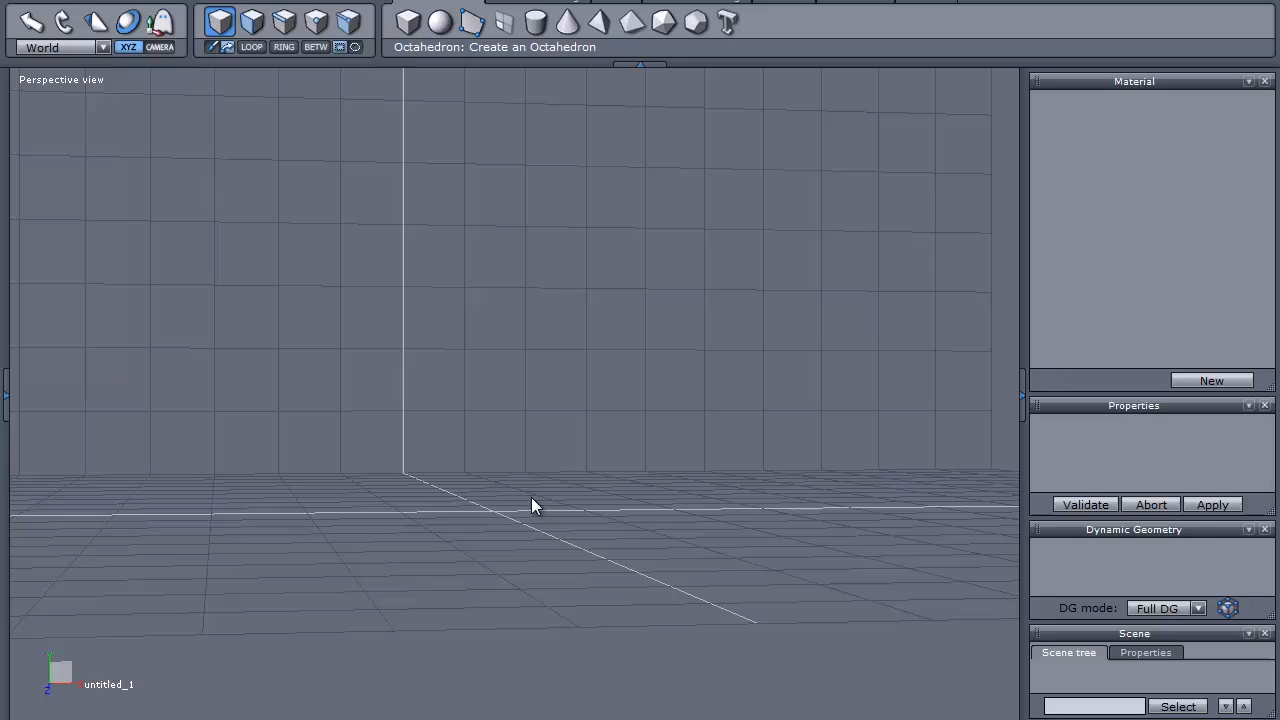 World
XYZ
CAMERA
LOOP
RING
BETW
Octahedron: Create an Octahedron
Perspective view
Material
New
Properties
Validate
Abort
Apply
Dynamic Geometry
DG mode:
Full DG
Scene
Scene tree
Properties
Select
Y
Z
X
untitled_1